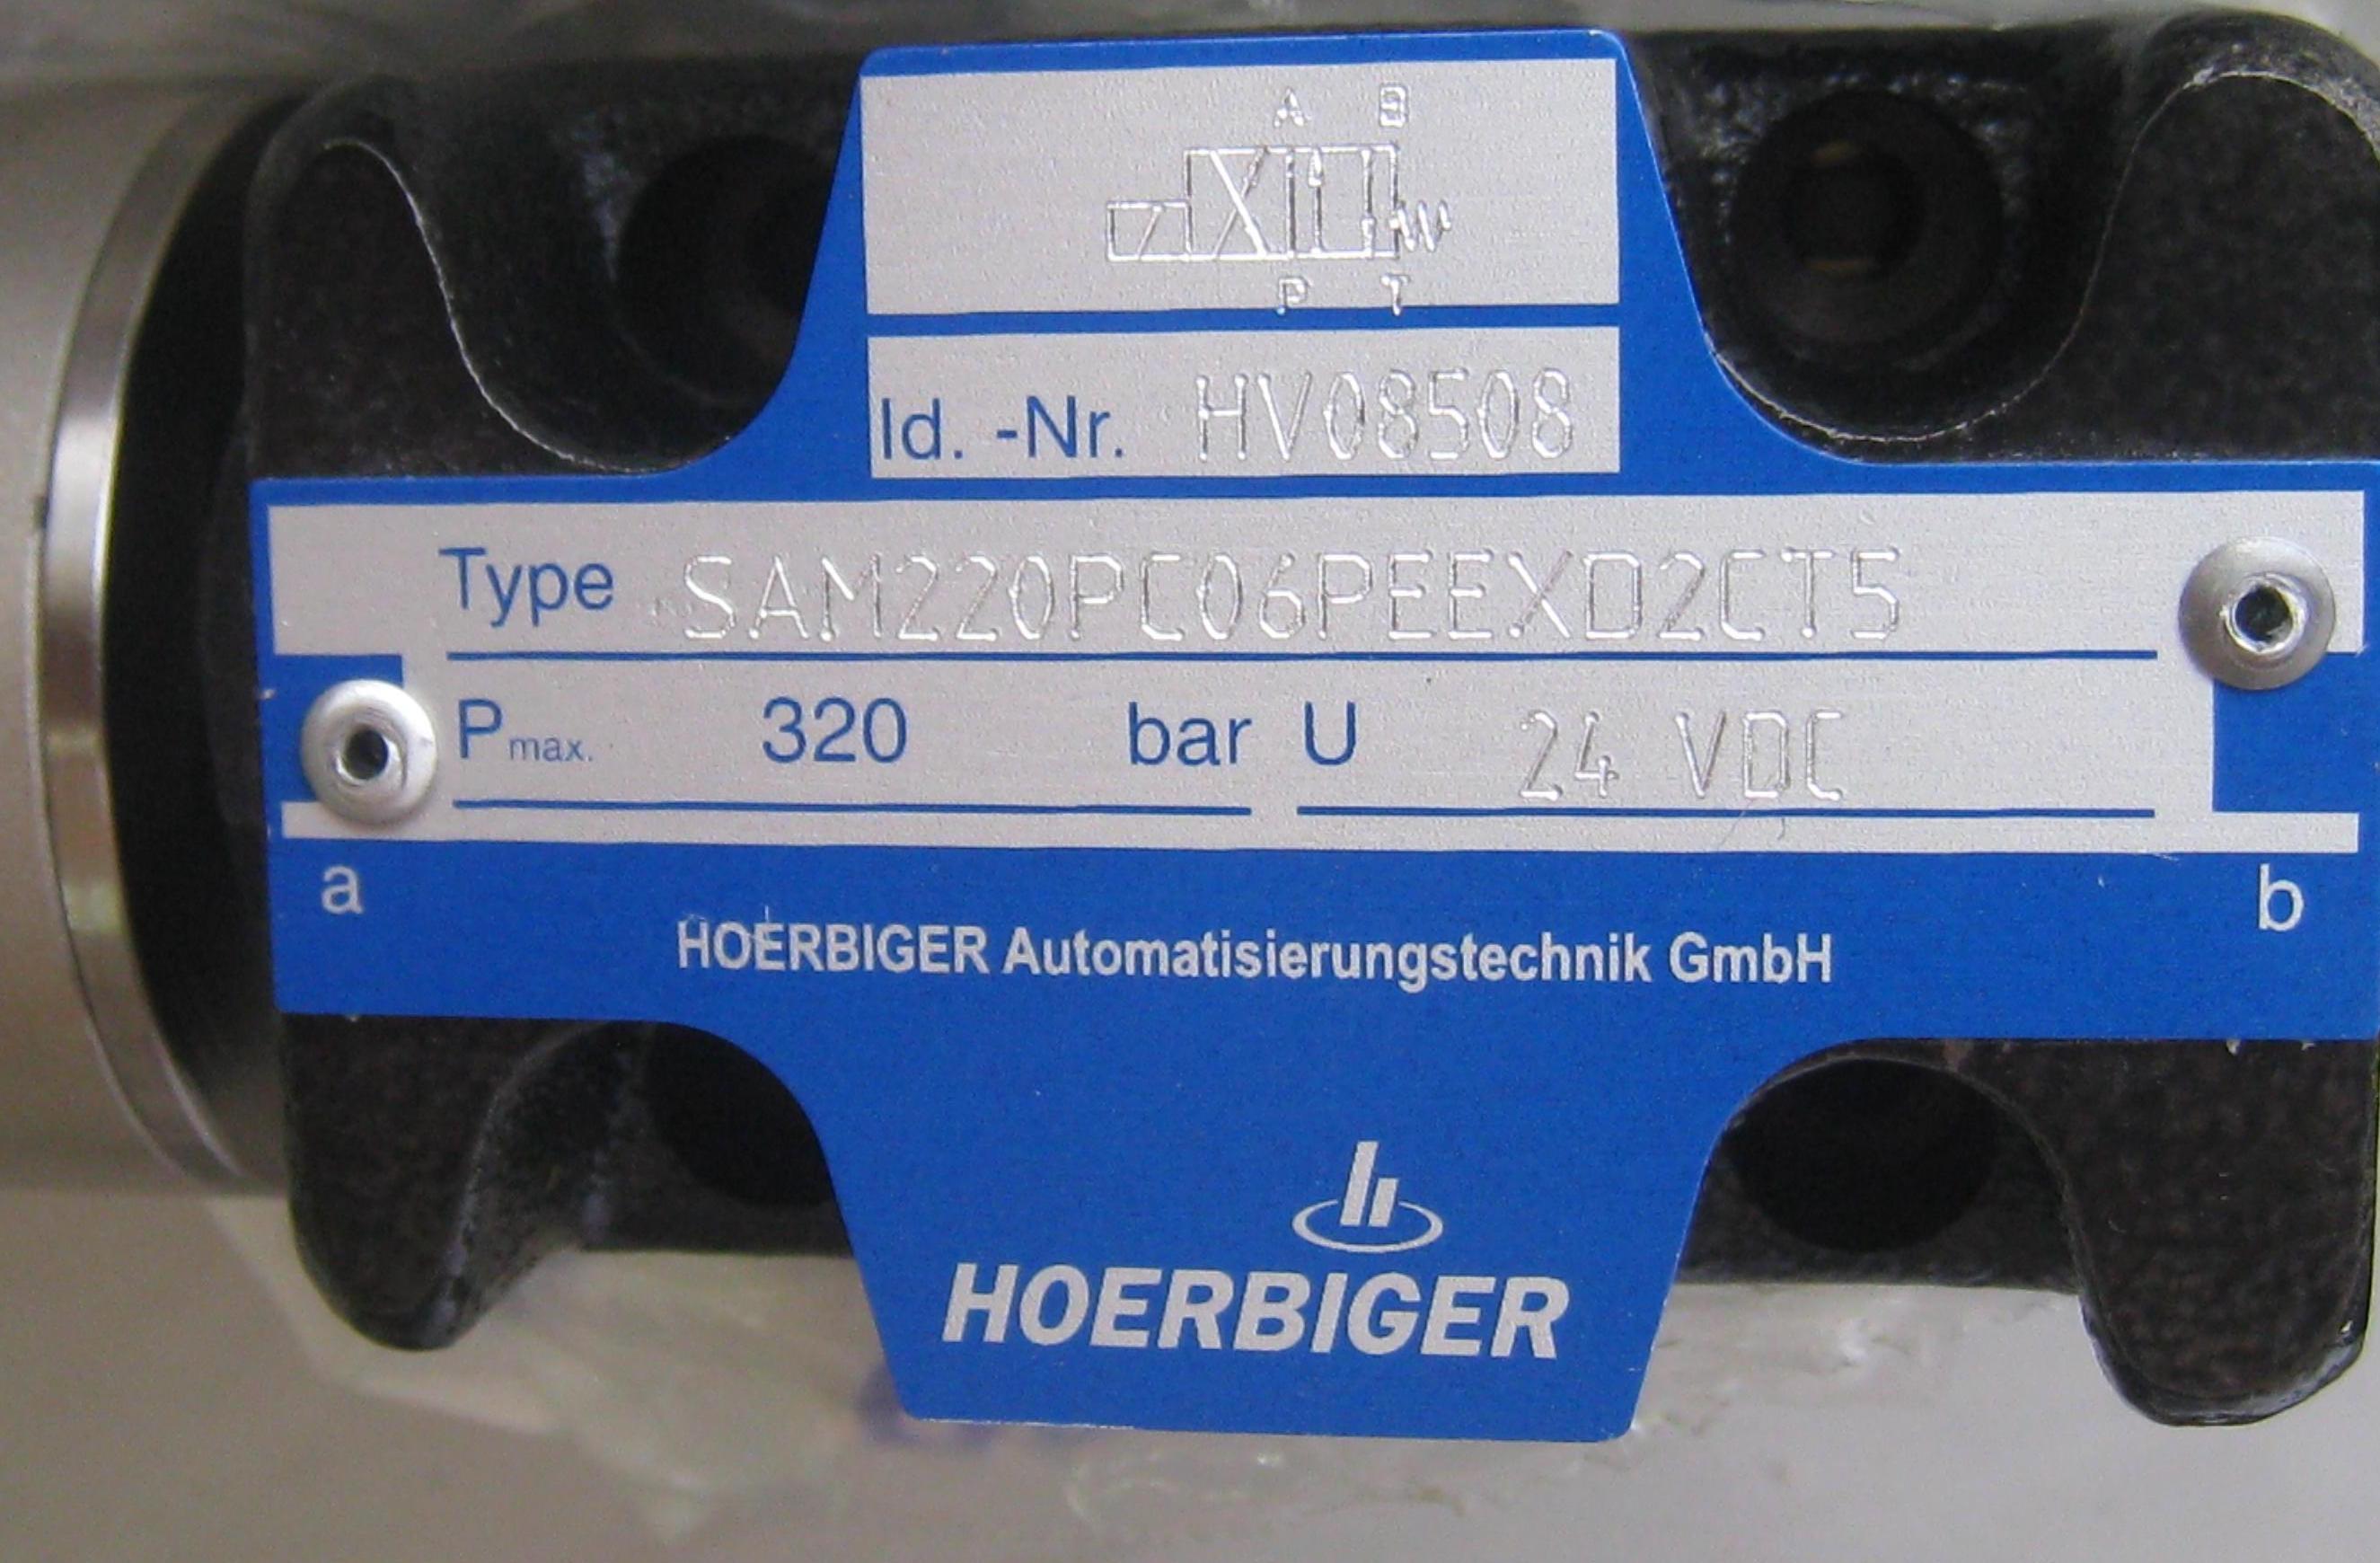 A B
P T
Id. -Nr. HV08508
Type SAM220PC06PEEXD2CT5
Pmax. 320 bar U 24 VDC
a b
HOERBIGER Automatisierungstechnik GmbH
HOERBIGER